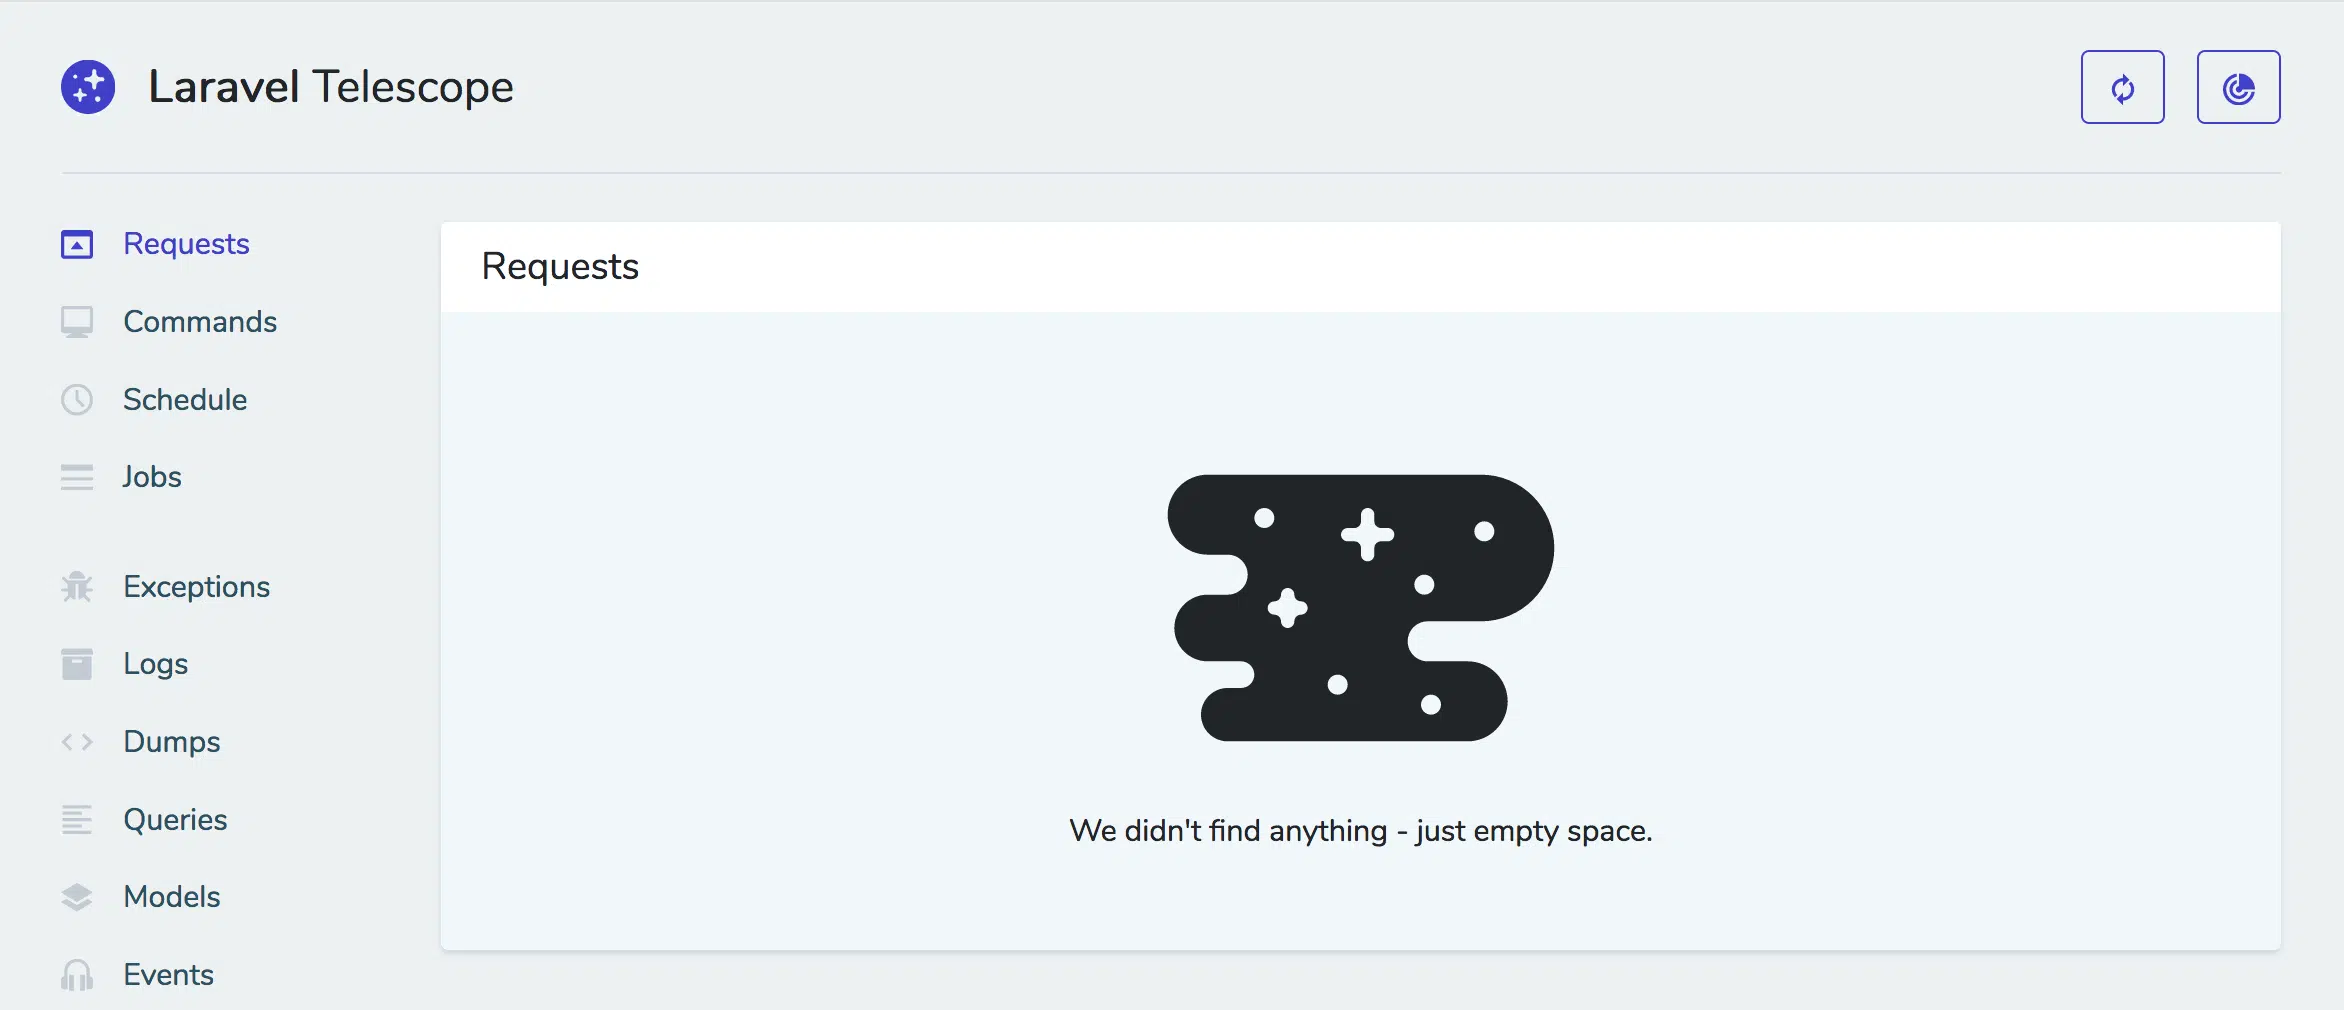 Laravel Telescope
Requests
Commands
Schedule
Jobs
Exceptions
Logs
Dumps
Queries
Models
Events
Requests
We didn't find anything - just empty space.